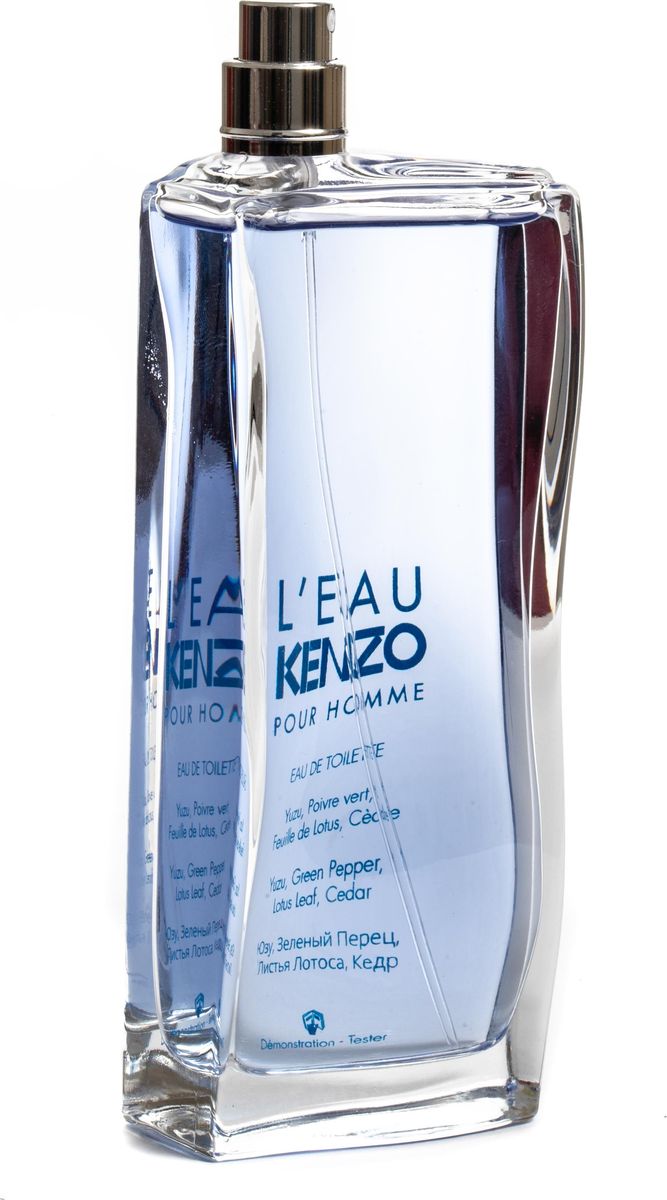 L'EAU
KENZO
POUR HOMME
EAU DE TOILETTE
Yuzu, Poivre vert,
Feuille de Lotus, Cèdre
Yuzu, Green Pepper,
Lotus Leaf, Cedar
Юзу, Зеленый Перец,
Листья Лотоса, Кедр
Démonstration - Tester